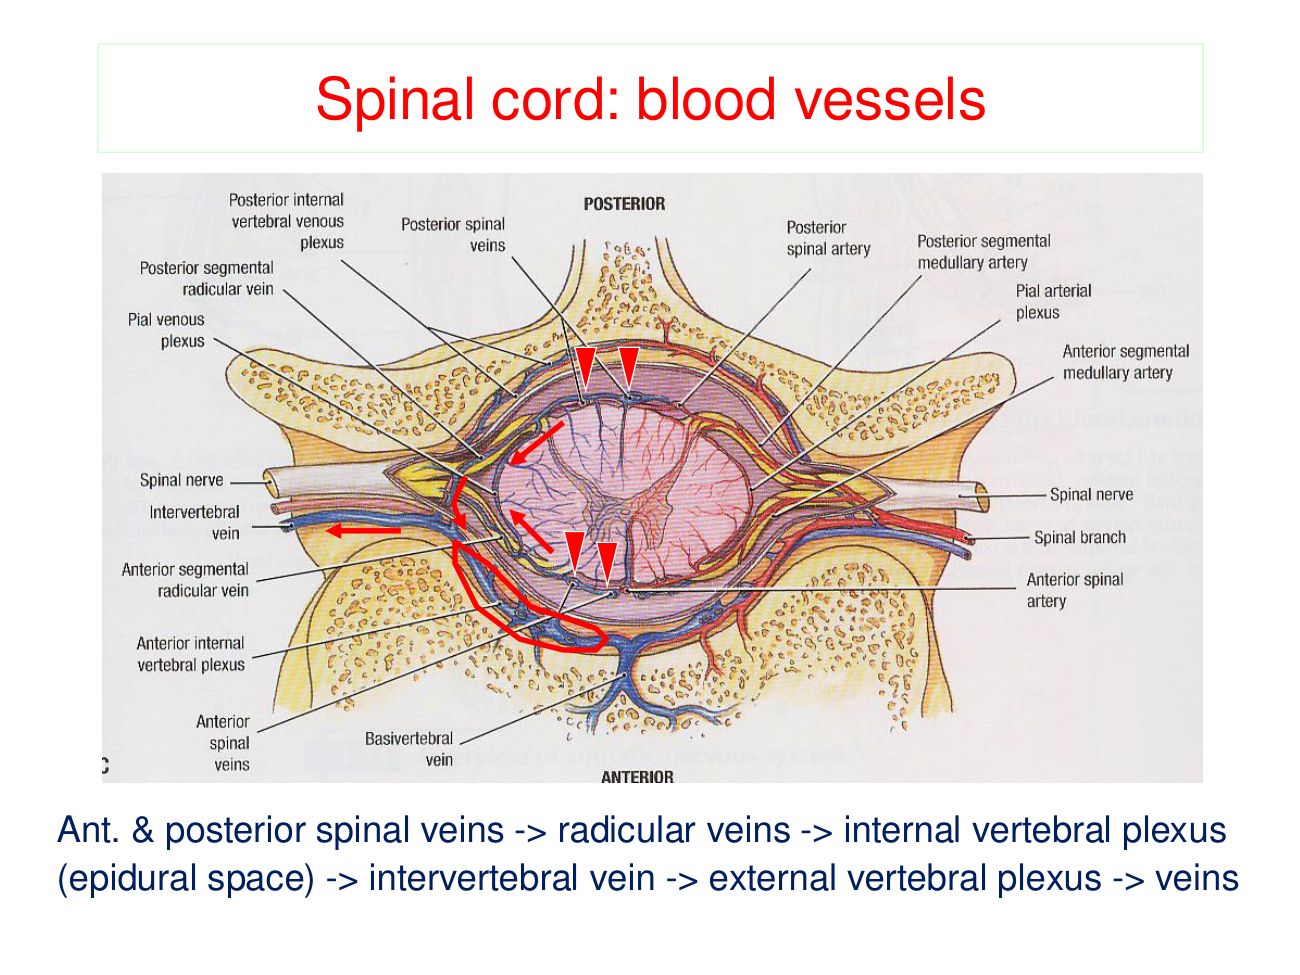 Spinal cord: blood vessels
Posterior internal
vertebral venous
plexus
Posterior spinal
veins
POSTERIOR
Posterior
spinal artery
Posterior segmental
medullary artery
Posterior segmental
radicular vein
Pial arterial
plexus
Pial venous
plexus
Anterior segmental
medullary artery
Spinal nerve
Spinal nerve
Intervertebral
vein
Spinal branch
Anterior segmental
radicular vein
Anterior spinal
artery
Anterior internal
vertebral plexus
Anterior
spinal
veins
Basivertebral
vein
C
ANTERIOR
Ant. & posterior spinal veins -> radicular veins -> internal vertebral plexus
(epidural space) -> intervertebral vein -> external vertebral plexus -> veins